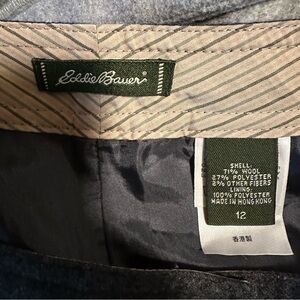 Eddie Bauer
SHELL:
71% WOOL
27% POLYESTER
2% OTHER FIBERS
LINING:
100% POLYESTER
MADE IN HONG KONG
12
香港製